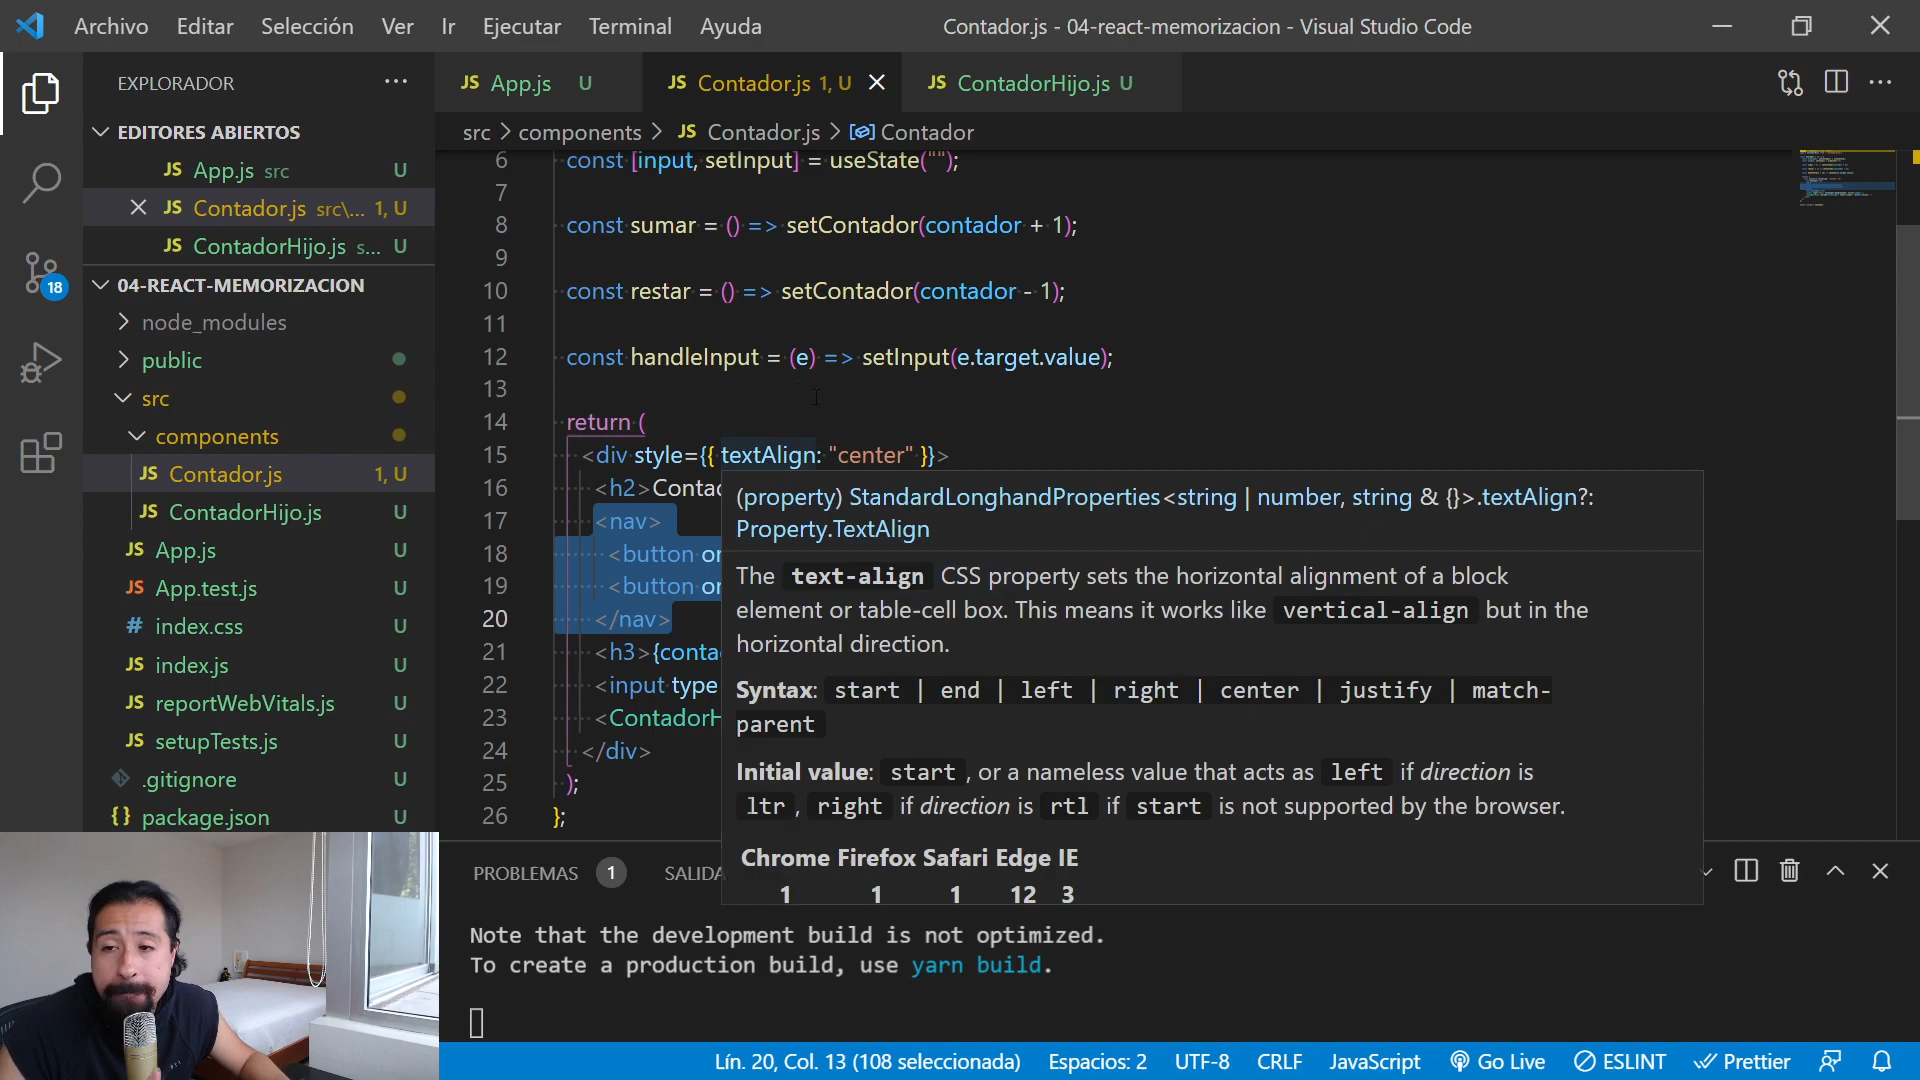 Archivo Editar Selección Ver Ir Ejecutar Terminal Ayuda Contador.js - 04-react-memorizacion - Visual Studio Code
EXPLORADOR
EDITORES ABIERTOS
JS App.js src U
JS Contador.js src\... 1, U
JS ContadorHijo.js s... U
04-REACT-MEMORIZACION
node_modules
public
src
components
JS Contador.js 1, U
JS ContadorHijo.js U
JS App.js U
JS App.test.js U
# index.css U
JS index.js U
JS reportWebVitals.js U
JS setupTests.js U
.gitignore U
{} package.json U
18
JS App.js U JS Contador.js 1, U JS ContadorHijo.js U
src > components > JS Contador.js > Contador
6 const [input, setInput] = useState("");
7
8 const sumar = () => setContador(contador + 1);
9
10 const restar = () => setContador(contador - 1);
11
12 const handleInput = (e) => setInput(e.target.value);
13
14 return (
15 <div style={{ textAlign: "center" }}>
16 <h2>Conta
17 <nav>
18 <button on
19 <button on
20 </nav>
21 <h3>{conta
22 <input type
23 <ContadorH
24 </div>
25 );
26 };
(property) StandardLonghandProperties<string | number, string & {}>.textAlign?:
Property.TextAlign
The text-align CSS property sets the horizontal alignment of a block
element or table-cell box. This means it works like vertical-align but in the
horizontal direction.
Syntax: start | end | left | right | center | justify | match-
parent
Initial value: start, or a nameless value that acts as left if direction is
ltr, right if direction is rtl if start is not supported by the browser.
Chrome Firefox Safari Edge IE
1 1 1 12 3
PROBLEMAS 1 SALIDA
Note that the development build is not optimized.
To create a production build, use yarn build.
Lín. 20, Col. 13 (108 seleccionada) Espacios: 2 UTF-8 CRLF JavaScript Go Live ESLINT Prettier